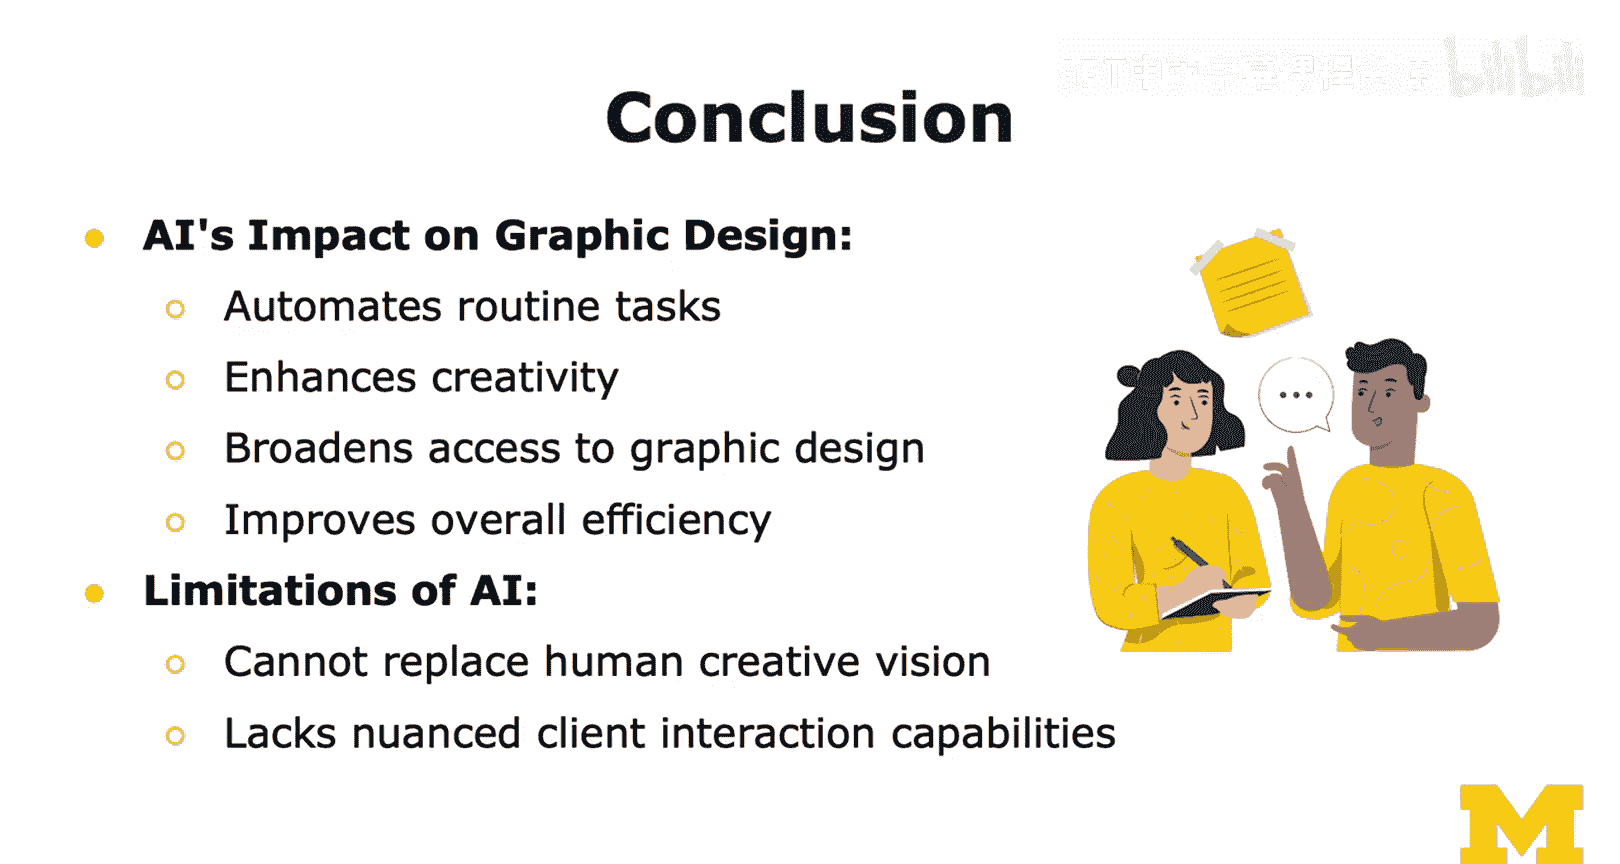 bilibili
Conclusion
AI's Impact on Graphic Design:
Automates routine tasks
Enhances creativity
Broadens access to graphic design
Improves overall efficiency
Limitations of AI:
Cannot replace human creative vision
Lacks nuanced client interaction capabilities
M